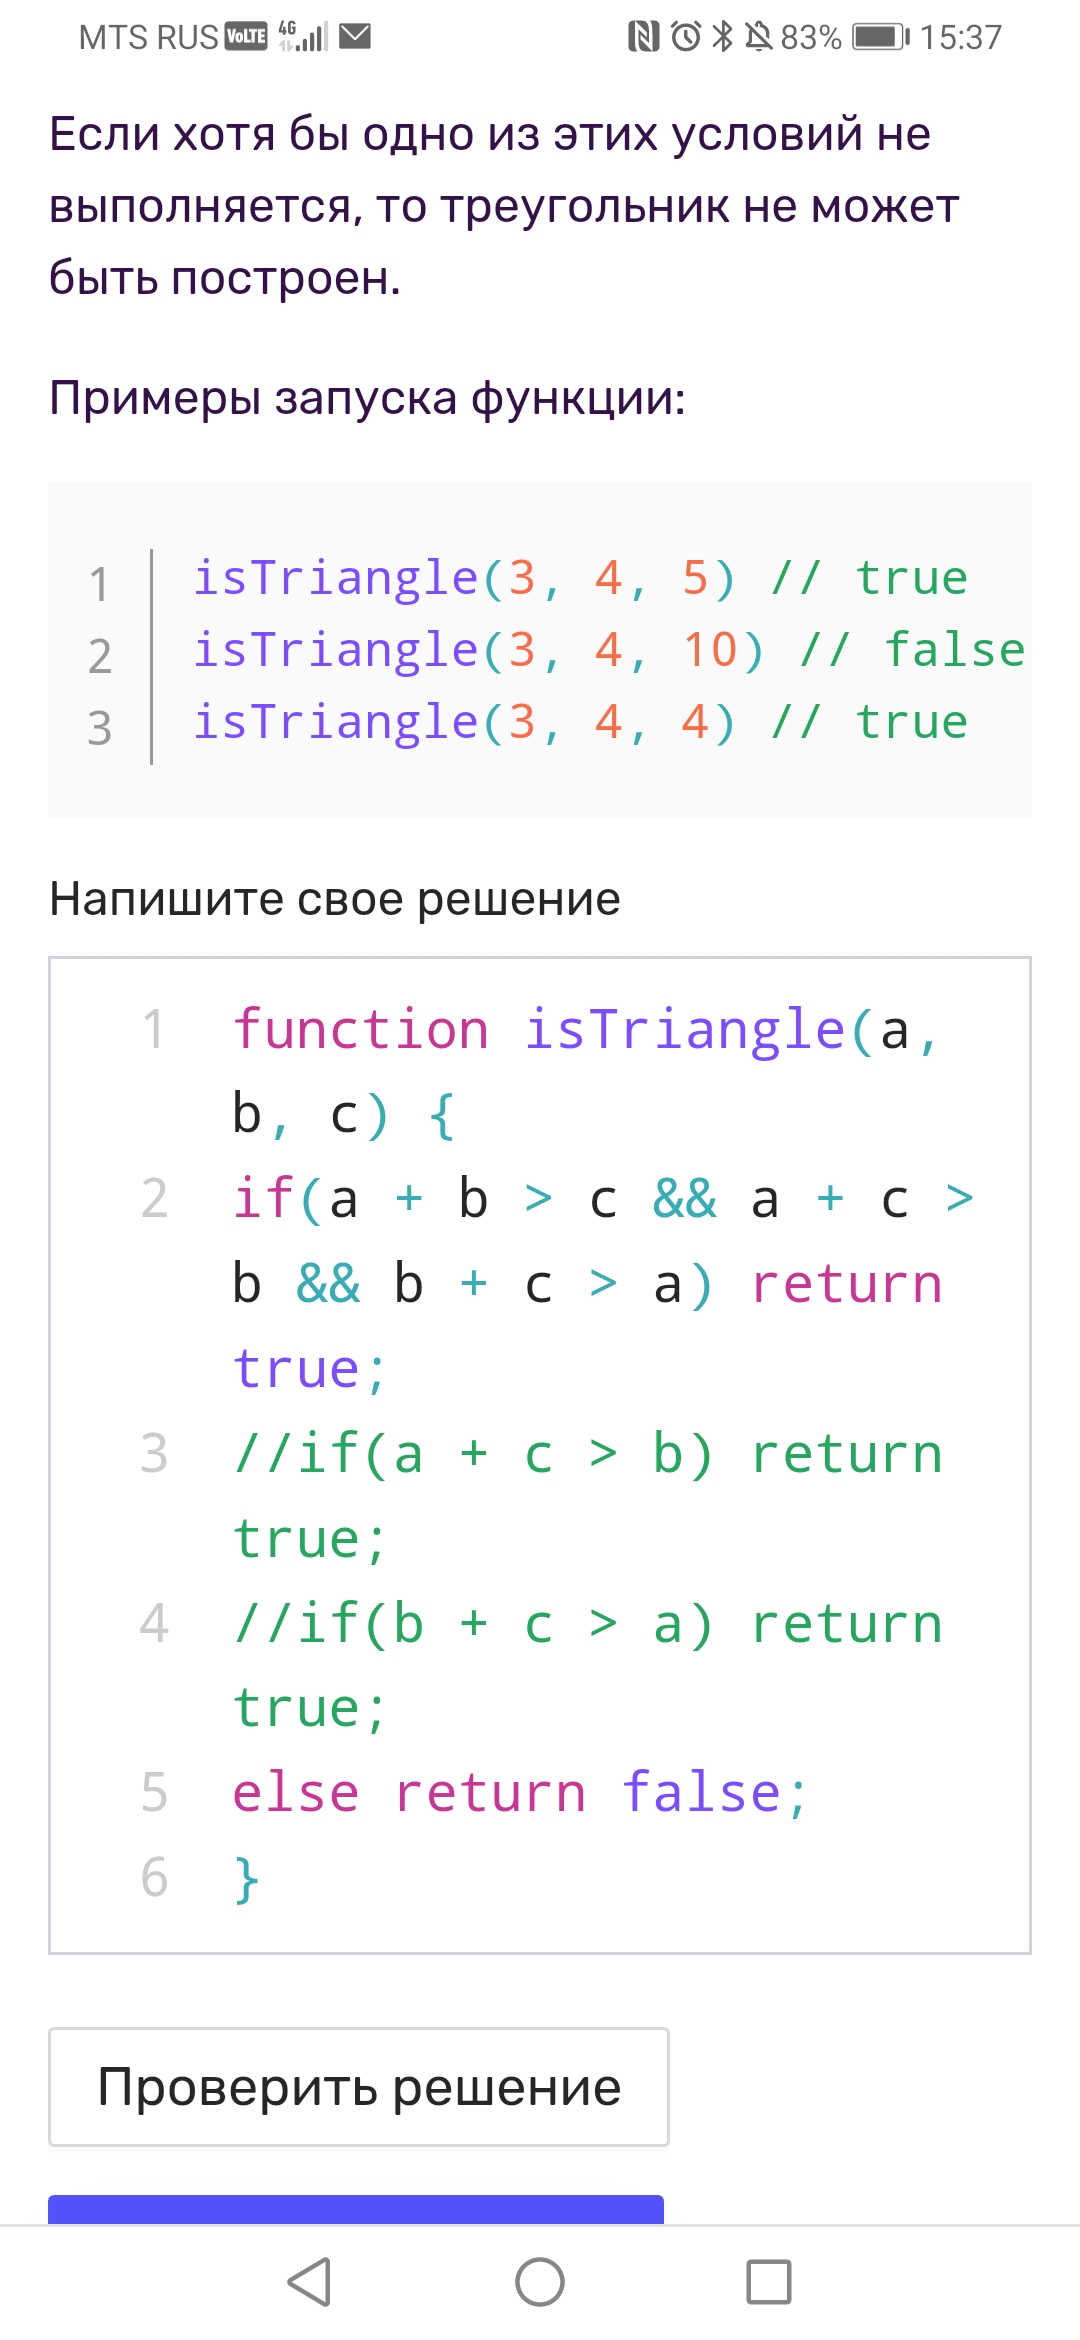 MTS RUS VoLTE 4G 83% 15:37
Если хотя бы одно из этих условий не
выполняется, то треугольник не может
быть построен.
Примеры запуска функции:
1 isTriangle(3, 4, 5) // true
2 isTriangle(3, 4, 10) // false
3 isTriangle(3, 4, 4) // true
Напишите свое решение
1 function isTriangle(a,
b, c) {
2 if(a + b > c && a + c >
b && b + c > a) return
true;
3 //if(a + c > b) return
true;
4 //if(b + c > a) return
true;
5 else return false;
6 }
Проверить решение